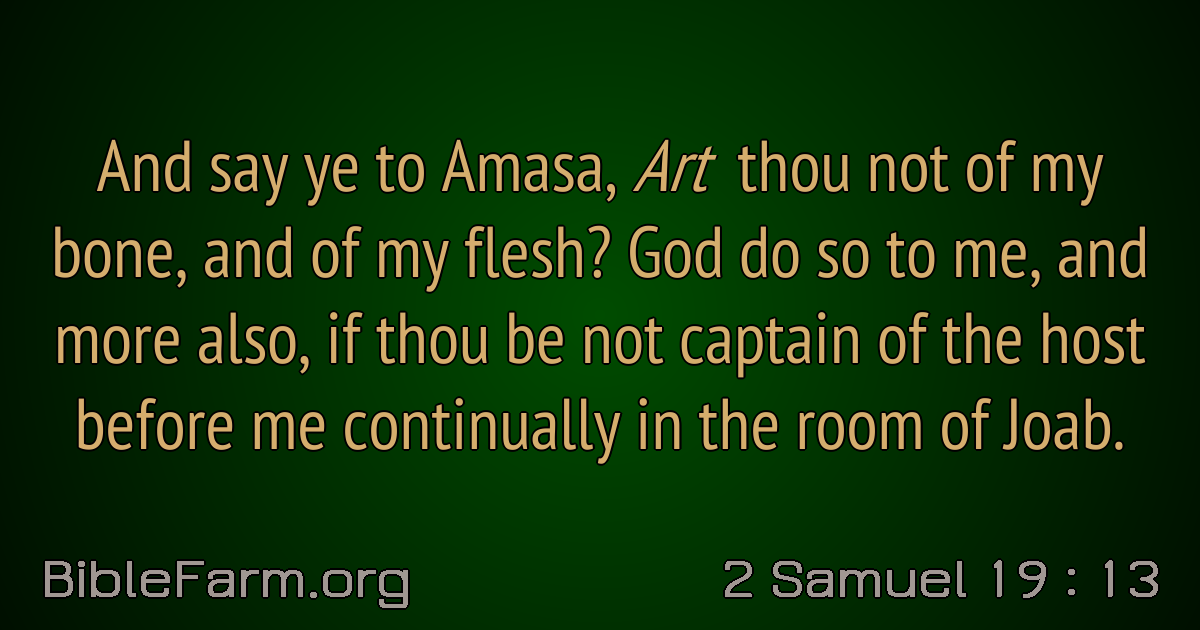 And say ye to Amasa, Art thou not of my
bone, and of my flesh? God do so to me, and
more also, if thou be not captain of the host
before me continually in the room of Joab.
BibleFarm.org
2 Samuel 19 : 13